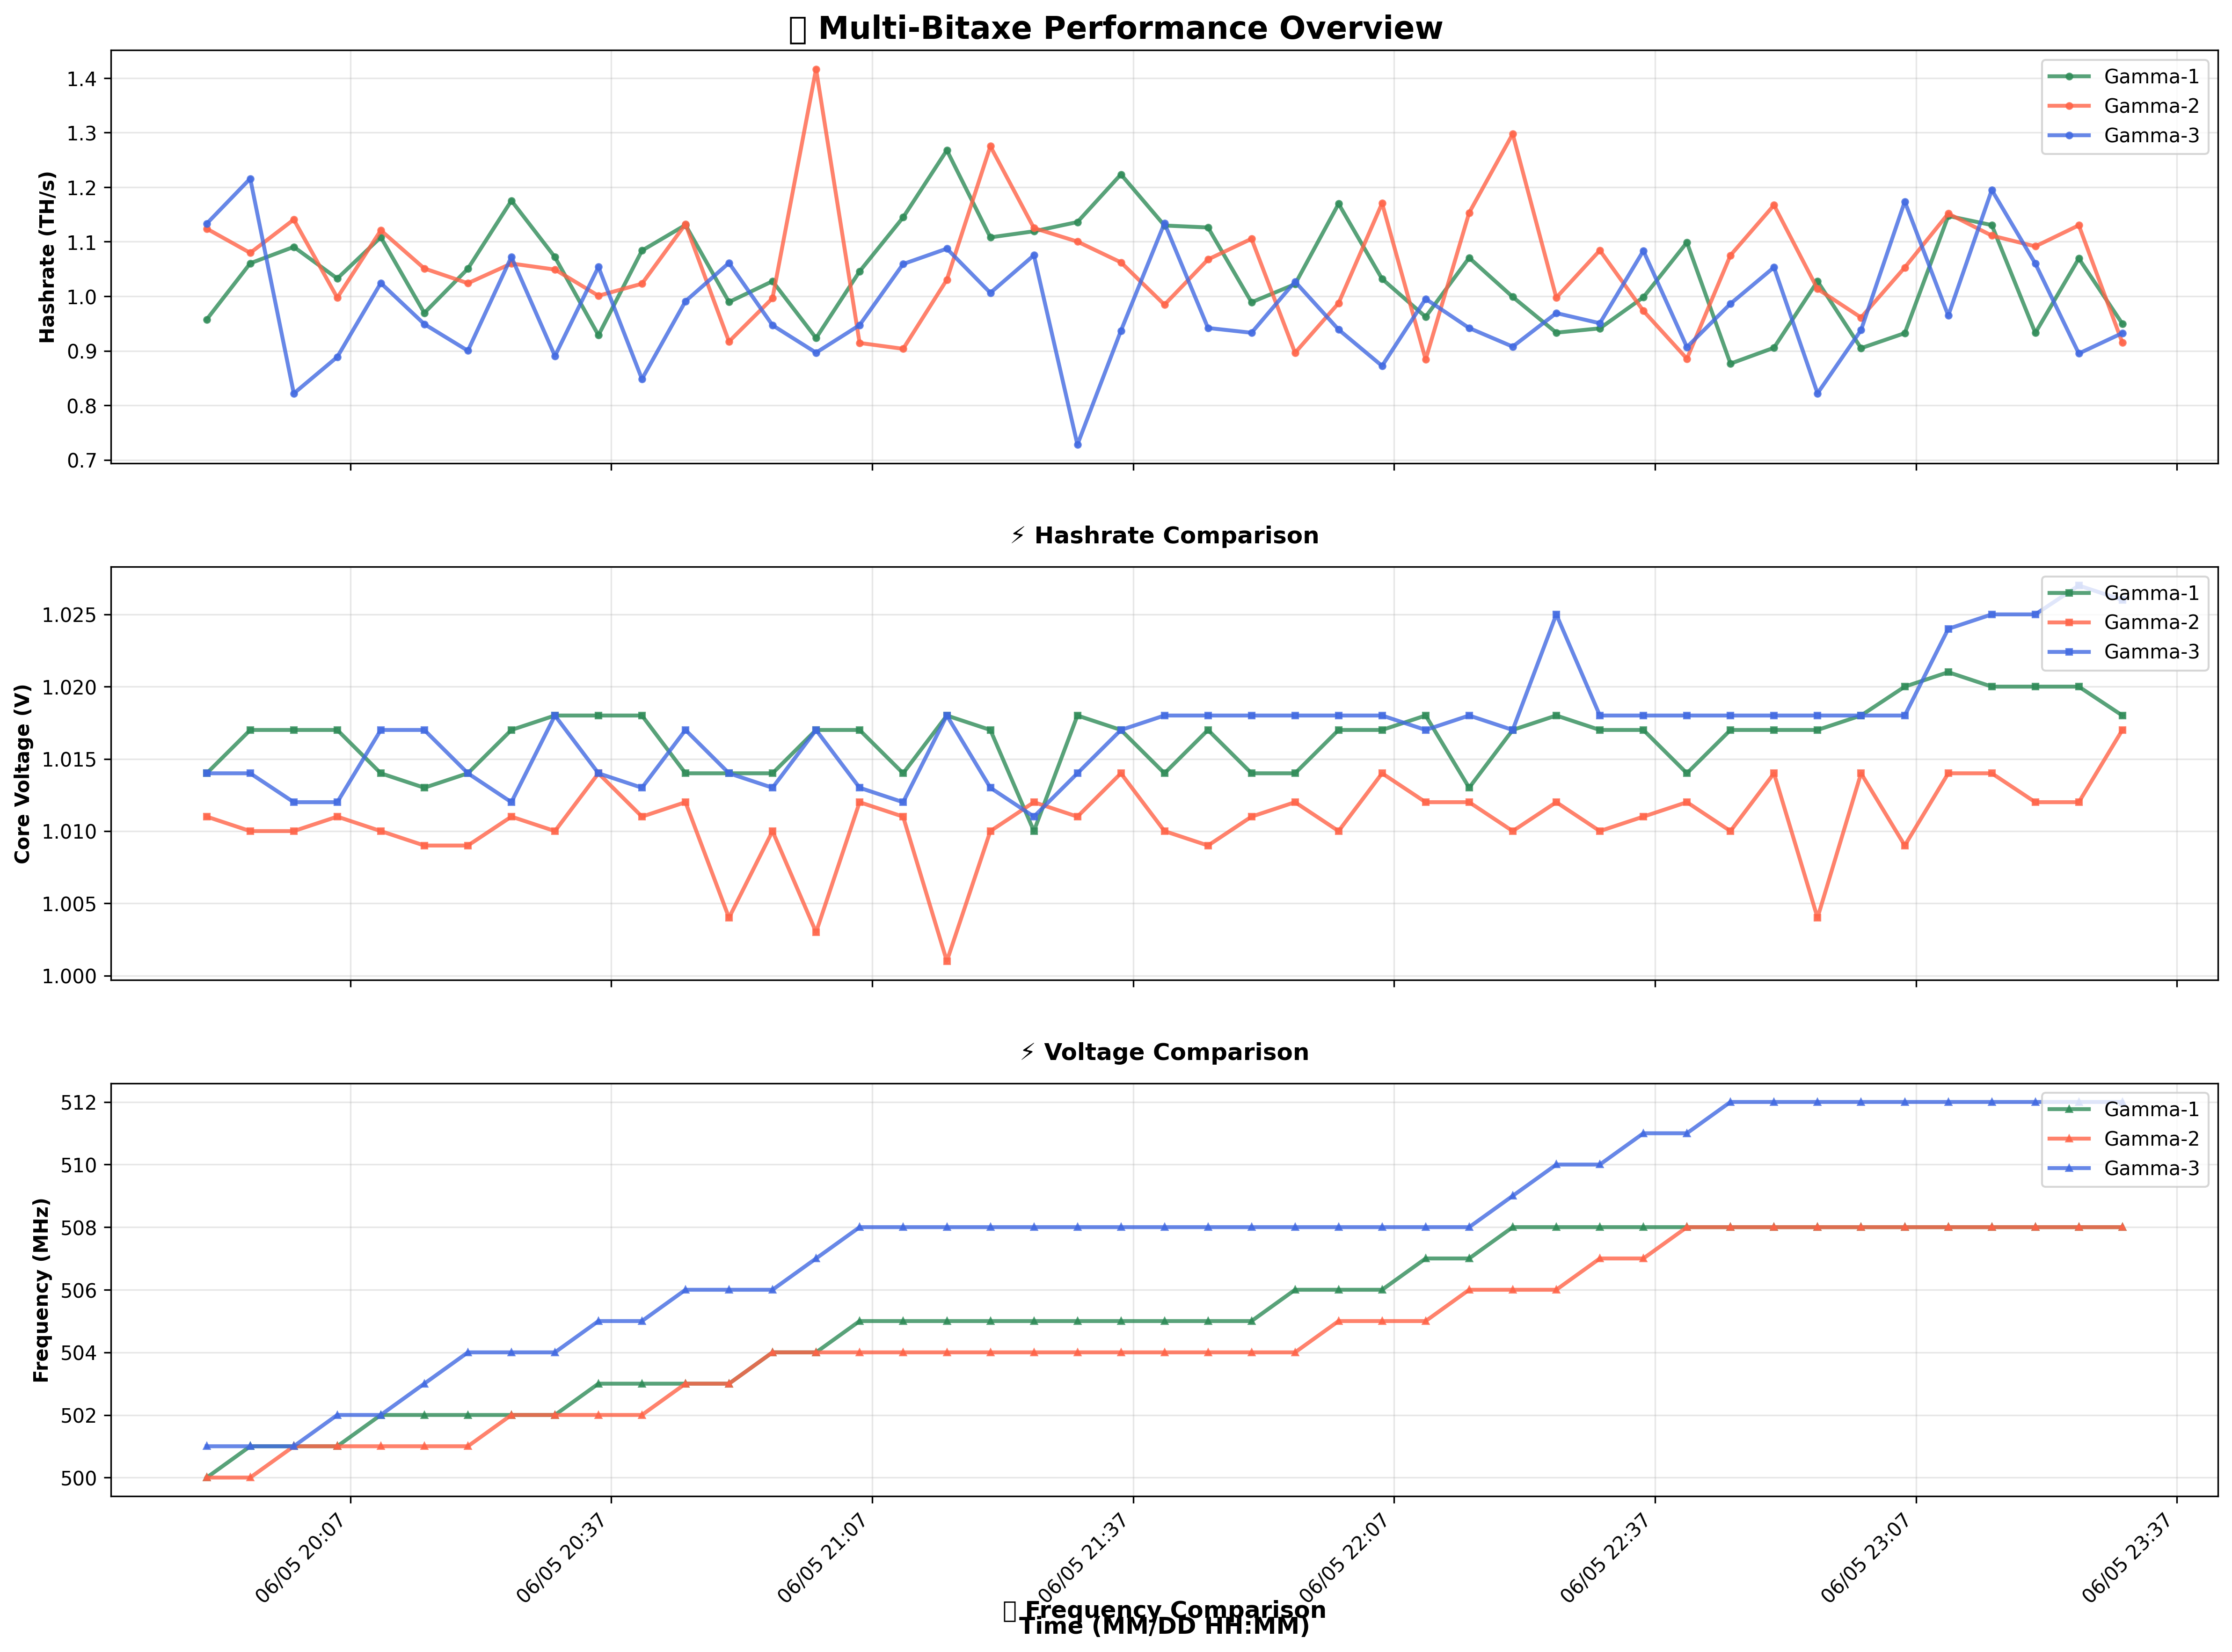 ▯ Multi-Bitaxe Performance Overview
Hashrate (TH/s)
1.4
1.3
1.2
1.1
1.0
0.9
0.8
0.7
Gamma-1
Gamma-2
Gamma-3
⚡ Hashrate Comparison
Core Voltage (V)
1.025
1.020
1.015
1.010
1.005
1.000
Gamma-1
Gamma-2
Gamma-3
⚡ Voltage Comparison
Frequency (MHz)
512
510
508
506
504
502
500
Gamma-1
Gamma-2
Gamma-3
06/05 20:07
06/05 20:37
06/05 21:07
06/05 21:37
06/05 22:07
06/05 22:37
06/05 23:07
06/05 23:37
▯ Frequency Comparison
Time (MM/DD HH:MM)